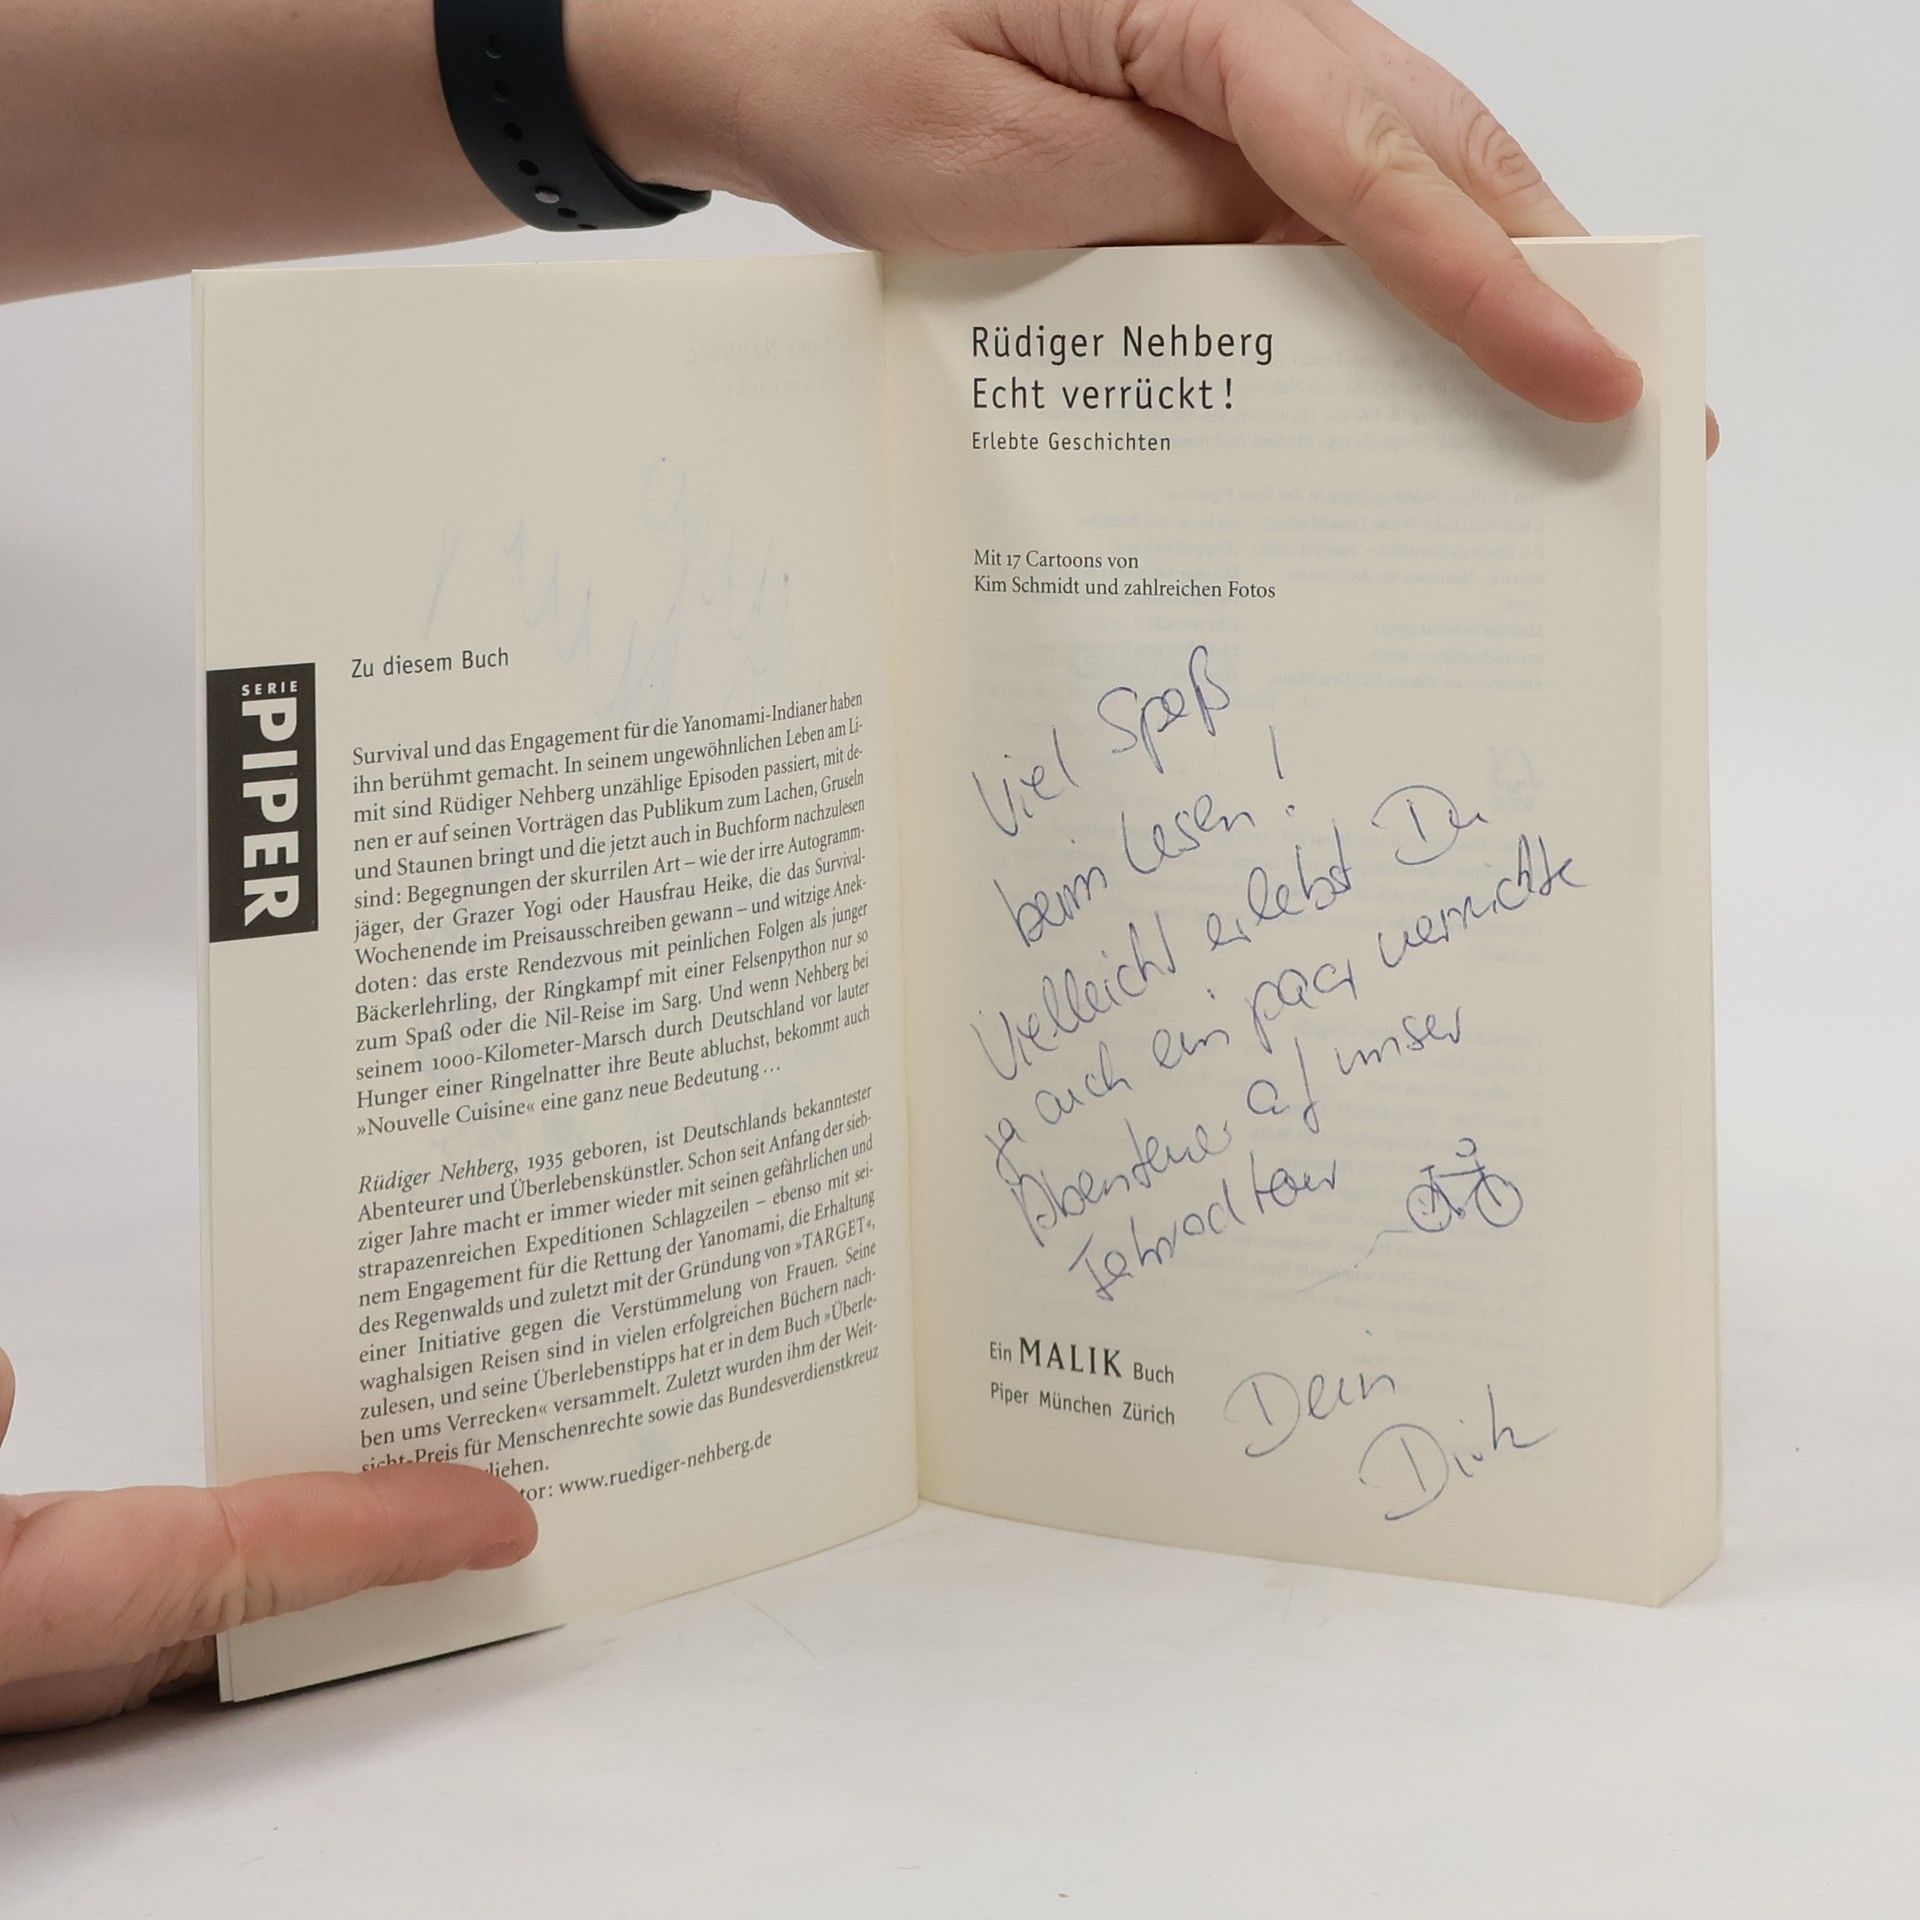 SERIE
PIPER
Zu diesem Buch
Survival und das Engagement für die Yanomami-Indianer haben
ihn berühmt gemacht. In seinem ungewöhnlichen Leben am Li-
mit sind Rüdiger Nehberg unzählige Episoden passiert, mit de-
nen er auf seinen Vorträgen das Publikum zum Lachen, Gruseln
und Staunen bringt und die jetzt auch in Buchform nachzulesen
sind: Begegnungen der skurrilen Art – wie der irre Autogramm-
jäger, der Grazer Yogi oder Hausfrau Heike, die das Survival-
Wochenende im Preisausschreiben gewann – und witzige Anek-
doten: das erste Rendezvous mit peinlichen Folgen als junger
Bäckerlehrling, der Ringkampf mit einer Felsenpython nur so
zum Spaß oder die Nil-Reise im Sarg. Und wenn Nehberg bei
seinem 1000-Kilometer-Marsch durch Deutschland vor lauter
Hunger einer Ringelnatter ihre Beute abluchst, bekommt auch
»Nouvelle Cuisine« eine ganz neue Bedeutung ...
Rüdiger Nehberg, 1935 geboren, ist Deutschlands bekanntester
Abenteurer und Überlebenskünstler. Schon seit Anfang der sieb-
ziger Jahre macht er immer wieder mit seinen gefährlichen und
strapazenreichen Expeditionen Schlagzeilen – ebenso mit sei-
nem Engagement für die Rettung der Yanomami, die Erhaltung
des Regenwalds und zuletzt mit der Gründung von »TARGET«,
einer Initiative gegen die Verstümmelung von Frauen. Seine
waghalsigen Reisen sind in vielen erfolgreichen Büchern nach-
zulesen, und seine Überlebenstipps hat er in dem Buch »Überle-
ben ums Verrecken« versammelt. Zuletzt wurden ihm der Weit-
sicht-Preis für Menschenrechte sowie das Bundesverdienstkreuz
liehen.
tor: www.ruediger-nehberg.de
Rüdiger Nehberg
Echt verrückt!
Erlebte Geschichten
Mit 17 Cartoons von
Kim Schmidt und zahlreichen Fotos
Viel Spaß
beim Lesen!
Vielleicht erlebst Du
ja auch ein paar verrückte
Abenteuer auf unser
Fahrradtour
Ein MALIK Buch
Piper München Zürich
Dein
Dirk